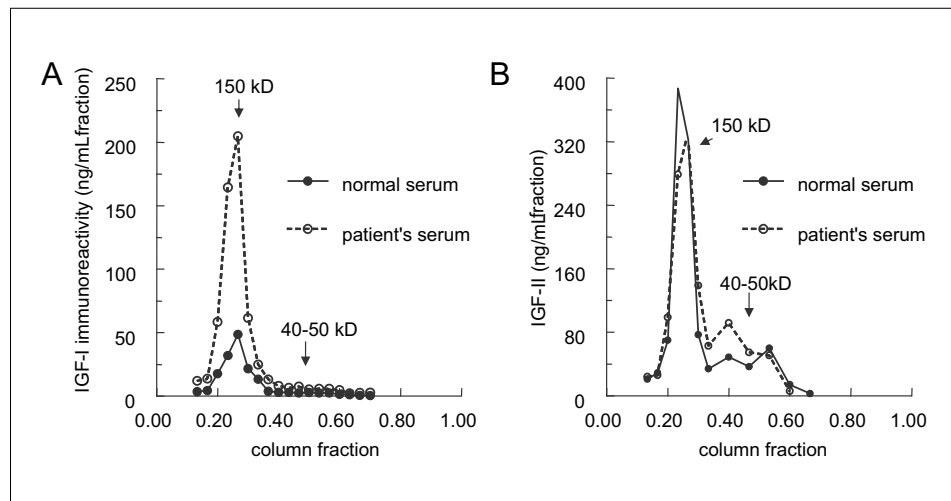 A
IGF-I immunoreactivity (ng/mLfraction)
250
200
150
100
50
0
0.00 0.20 0.40 0.60 0.80 1.00
column fraction
150 kD
40-50 kD
normal serum
patient's serum
B
IGF-II (ng/mLfraction)
400
320
240
160
80
0
0.00 0.20 0.40 0.60 0.80 1.00
column fraction
150 kD
40-50kD
normal serum
patient's serum